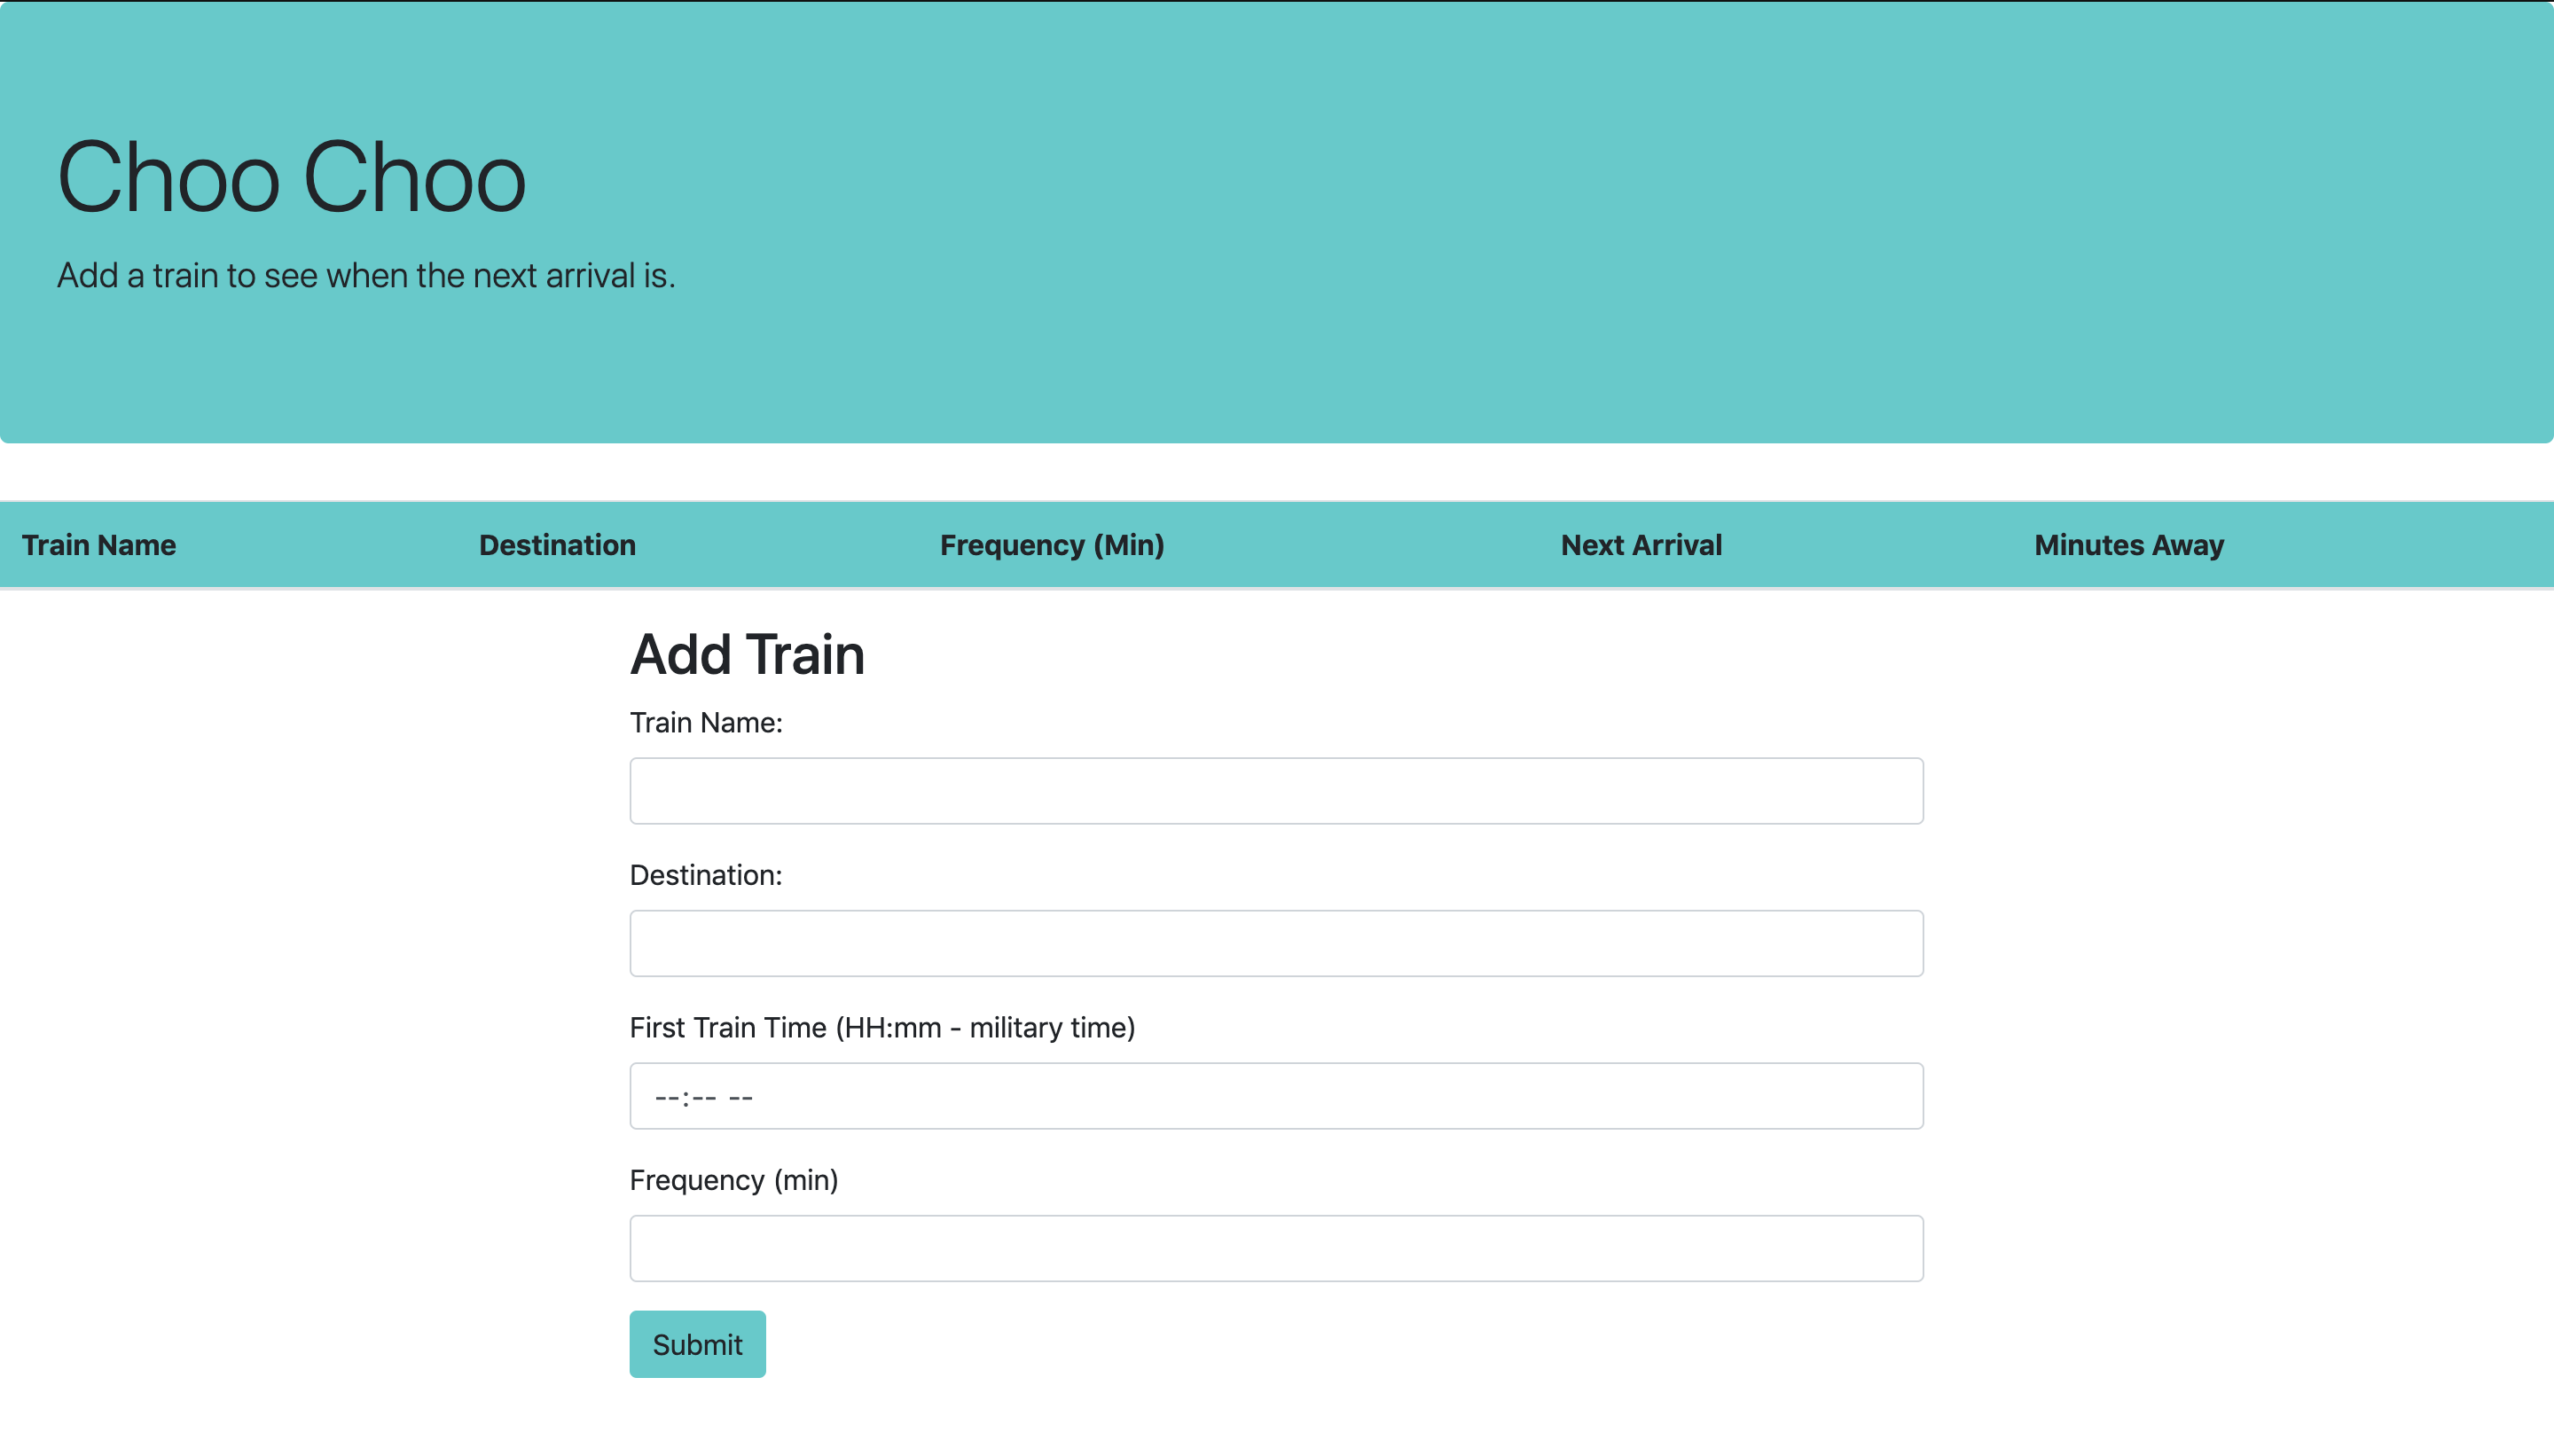 Choo Choo
Add a train to see when the next arrival is.
Train Name Destination Frequency (Min) Next Arrival Minutes Away
Add Train
Train Name:
Destination:
First Train Time (HH:mm - military time)
--:-- --
Frequency (min)
Submit